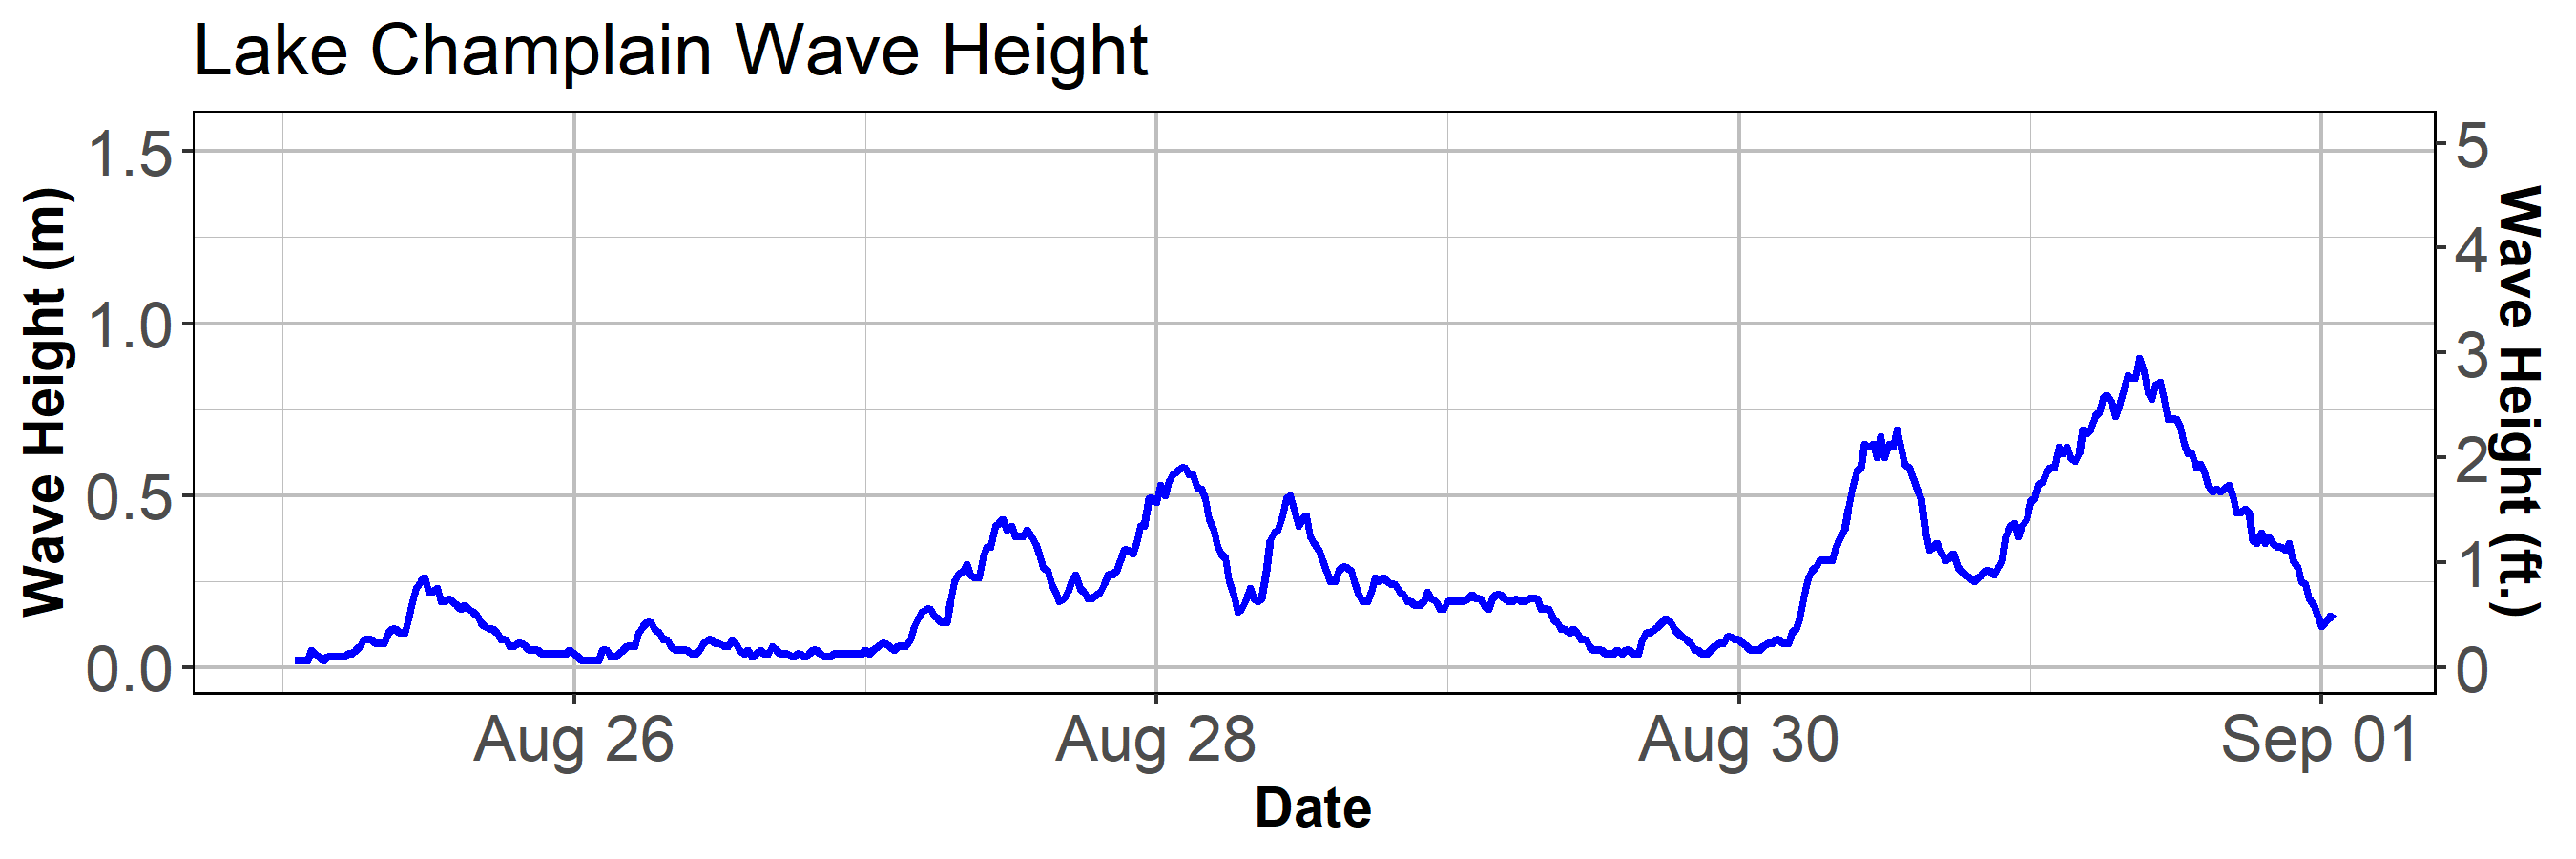 Lake Champlain Wave Height
Wave Height (m)
1.5
1.0
0.5
0.0
5
4
3
2
1
0
Wave Height (ft.)
Aug 26
Aug 28
Aug 30
Sep 01
Date